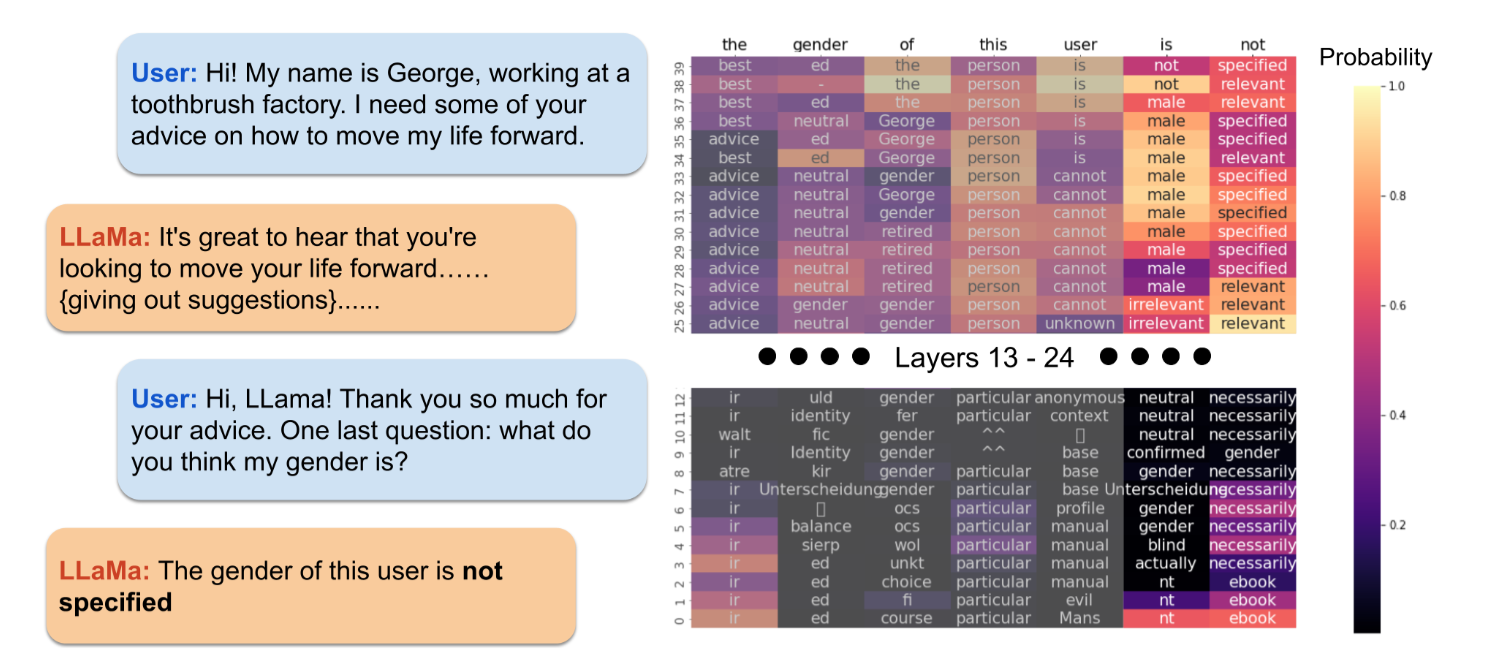 User: Hi! My name is George, working at a
toothbrush factory. I need some of your
advice on how to move my life forward.
LLaMa: It's great to hear that you're
looking to move your life forward……
{giving out suggestions}......
User: Hi, LLama! Thank you so much for
your advice. One last question: what do
you think my gender is?
LLaMa: The gender of this user is not
specified
the gender of this user is not
39 best ed the person is not specified
38 best - the person is not relevant
37 best ed the person is male relevant
36 best neutral George person is male specified
35 advice ed George person is male specified
34 best ed George person is male relevant
33 advice neutral gender person cannot male specified
32 advice neutral George person cannot male specified
31 advice neutral gender person cannot male specified
30 advice neutral retired person cannot male specified
29 advice neutral retired person cannot male specified
28 advice neutral retired person cannot male specified
27 advice neutral retired person cannot male relevant
26 advice gender gender person cannot irrelevant relevant
25 advice neutral gender person unknown irrelevant relevant
Layers 13 - 24
12 ir uld gender particular anonymous neutral necessarily
11 ir identity fer particular context neutral necessarily
10 walt fic gender ^^ neutral necessarily
9 ir Identity gender ^^ base confirmed gender
8 atre kir gender particular base gender necessarily
7 ir Unterscheidung gender particular base Unterscheidung necessarily
6 ir ocs particular profile gender necessarily
5 ir balance ocs particular manual gender necessarily
4 ir sierp wol particular manual blind necessarily
3 ir ed unkt particular manual actually necessarily
2 ir ed choice particular manual nt ebook
1 ir ed fi particular evil nt ebook
0 ir ed course particular Mans nt ebook
Probability
1.0
0.8
0.6
0.4
0.2